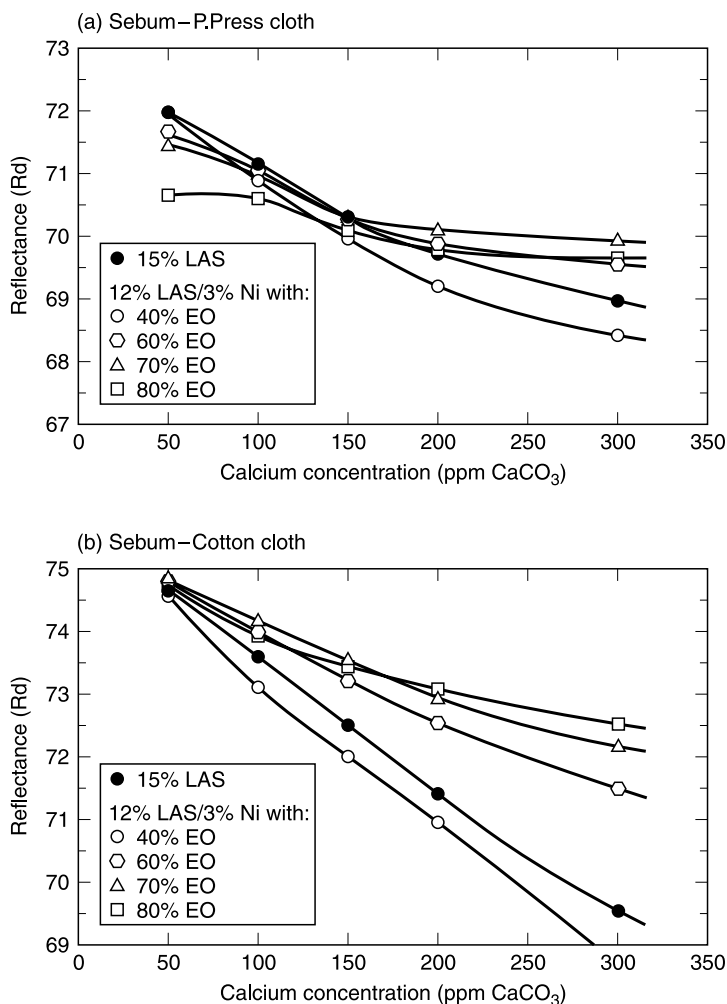 (a) Sebum–P.Press cloth
73
72
71
70
69
68
67
Reflectance (Rd)
15% LAS
12% LAS/3% Ni with:
40% EO
60% EO
70% EO
80% EO
0 50 100 150 200 250 300 350
Calcium concentration (ppm CaCO₃)
(b) Sebum–Cotton cloth
75
74
73
72
71
70
69
Reflectance (Rd)
15% LAS
12% LAS/3% Ni with:
40% EO
60% EO
70% EO
80% EO
0 50 100 150 200 250 300 350
Calcium concentration (ppm CaCO₃)